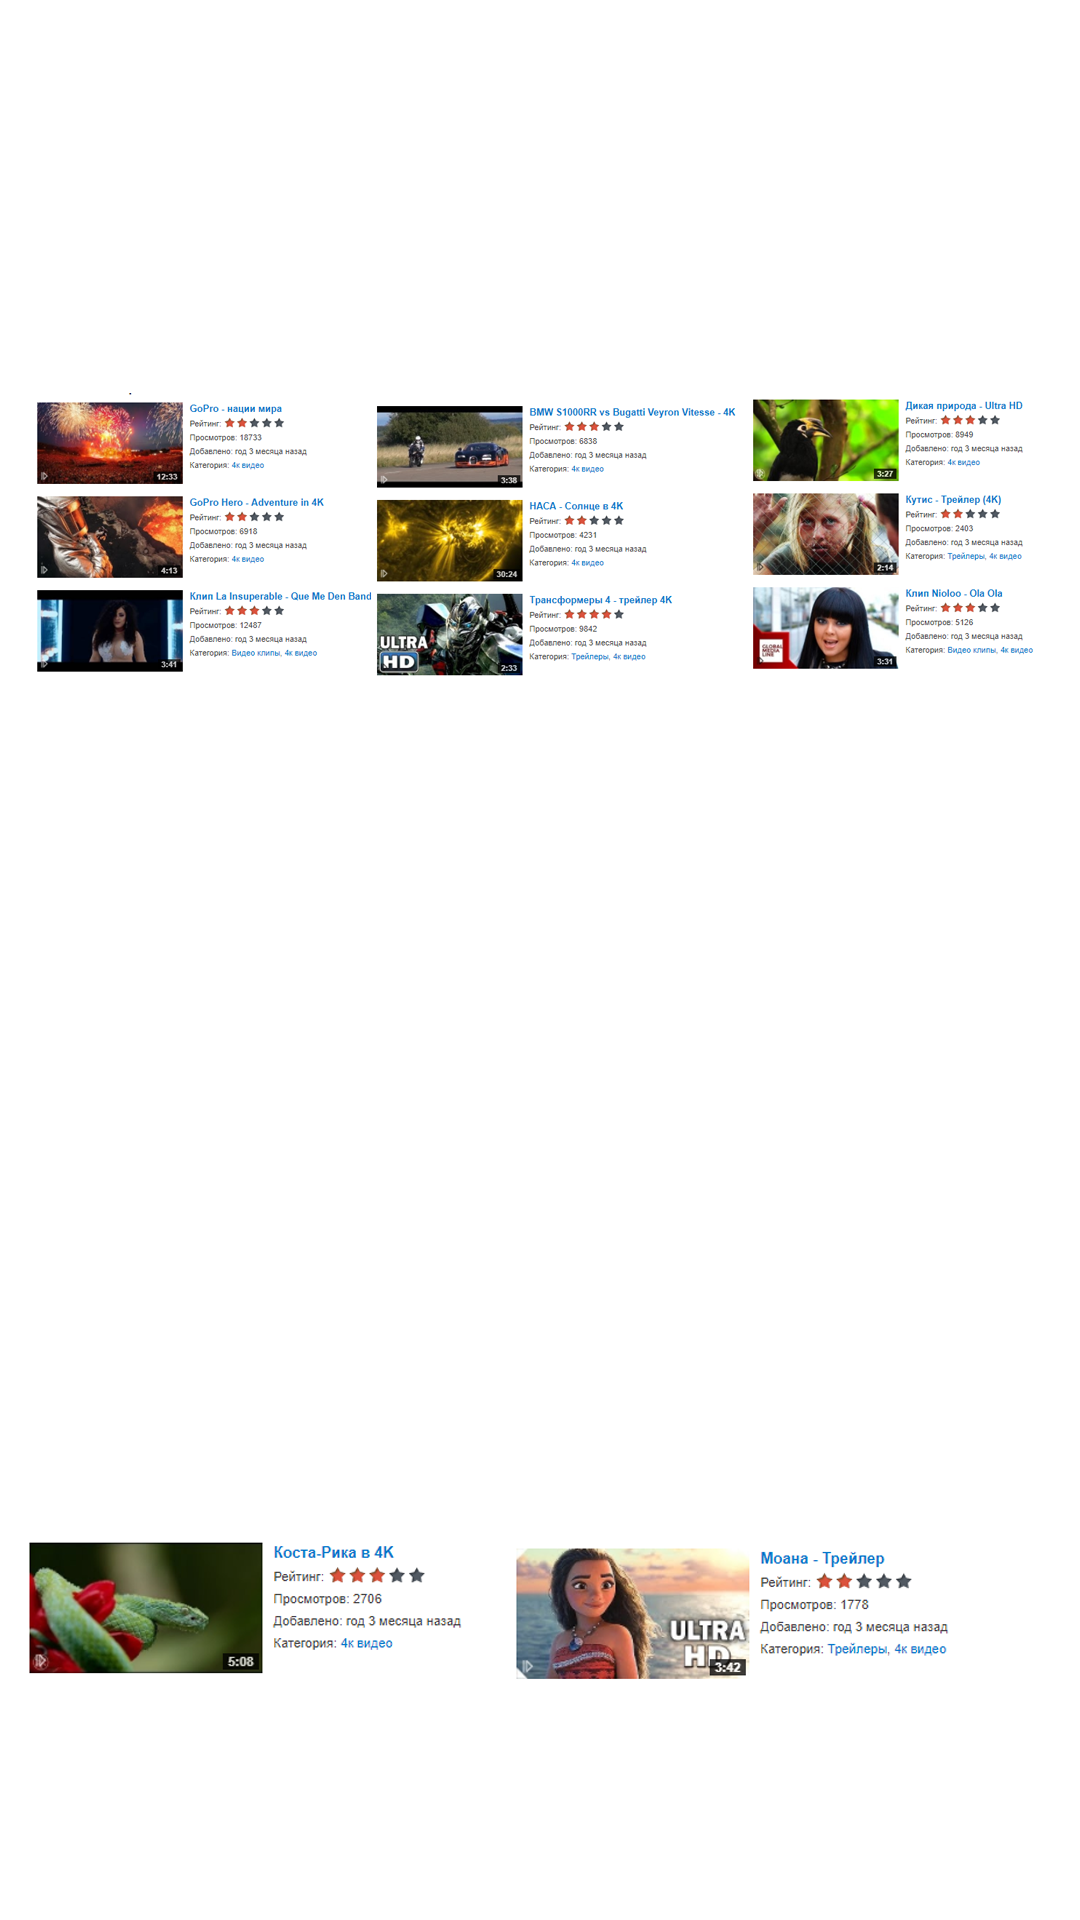 GoPro - нации мира
Рейтинг:
Просмотров: 18733
Добавлено: год 3 месяца назад
Категория: 4к видео
12:33
GoPro Hero - Adventure in 4K
Рейтинг:
Просмотров: 6918
Добавлено: год 3 месяца назад
Категория: 4к видео
4:13
Клип La Insuperable - Que Me Den Band
Рейтинг:
Просмотров: 12487
Добавлено: год 3 месяца назад
Категория: Видео клипы, 4к видео
3:41
BMW S1000RR vs Bugatti Veyron Vitesse - 4K
Рейтинг:
Просмотров: 6838
Добавлено: год 3 месяца назад
Категория: 4к видео
3:38
НАСА - Солнце в 4K
Рейтинг:
Просмотров: 4231
Добавлено: год 3 месяца назад
Категория: 4к видео
30:24
Трансформеры 4 - трейлер 4K
Рейтинг:
Просмотров: 9842
Добавлено: год 3 месяца назад
Категория: Трейлеры, 4к видео
ULTRA
HD
2:33
Дикая природа - Ultra HD
Рейтинг:
Просмотров: 8949
Добавлено: год 3 месяца назад
Категория: 4к видео
3:27
Кутис - Трейлер (4K)
Рейтинг:
Просмотров: 2403
Добавлено: год 3 месяца назад
Категория: Трейлеры, 4к видео
2:14
Клип Nioloo - Ola Ola
Рейтинг:
Просмотров: 5126
Добавлено: год 3 месяца назад
Категория: Видео клипы, 4к видео
GLOBAL
MEDIA
LINE
3:31
Коста-Рика в 4K
Рейтинг:
Просмотров: 2706
Добавлено: год 3 месяца назад
Категория: 4к видео
5:08
Моана - Трейлер
Рейтинг:
Просмотров: 1778
Добавлено: год 3 месяца назад
Категория: Трейлеры, 4к видео
ULTRA
HD
3:42